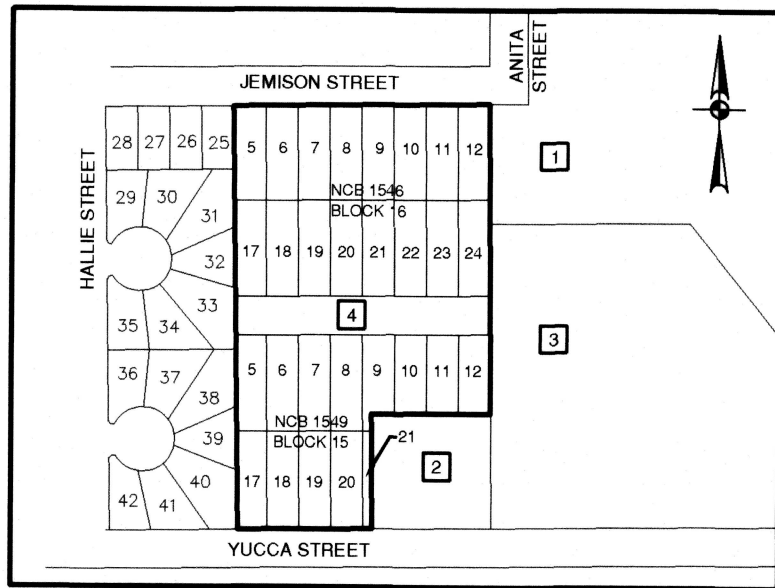 ANITA STREET
JEMISON STREET
28 27 26 25 5 6 7 8 9 10 11 12
1
29 30 31
NCB 1546
BLOCK 16
HALLIE STREET
32 17 18 19 20 21 22 23 24
33
35 34
4
3
36 37 5 6 7 8 9 10 11 12
38
39
NCB 1549
BLOCK 15
21
40 17 18 19 20
2
42 41
YUCCA STREET